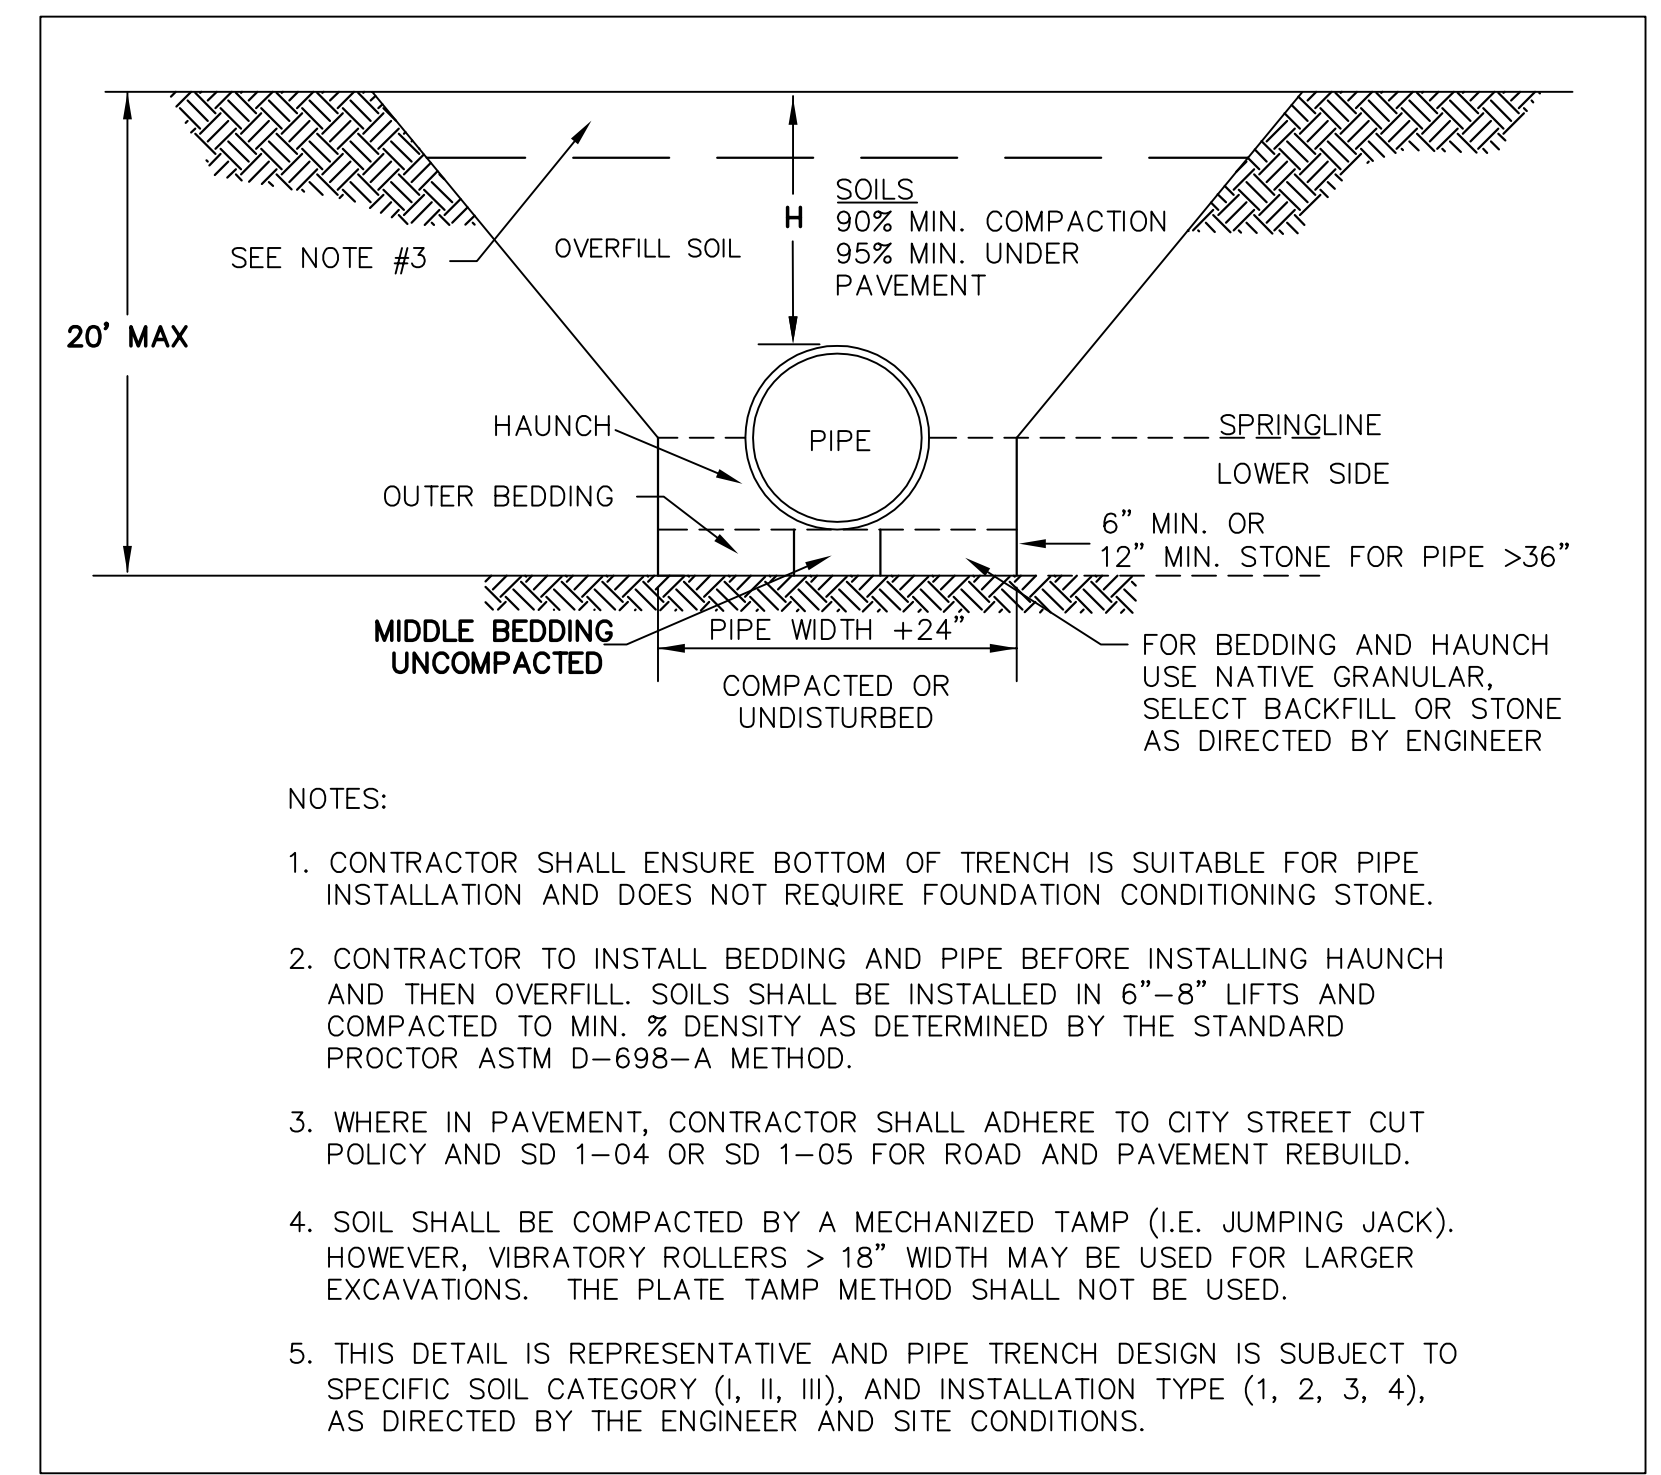 H
SOILS
90% MIN. COMPACTION
95% MIN. UNDER
PAVEMENT
OVERFILL SOIL
SEE NOTE #3
20' MAX
HAUNCH
PIPE
SPRINGLINE
LOWER SIDE
OUTER BEDDING
6" MIN. OR
12" MIN. STONE FOR PIPE >36"
MIDDLE BEDDING
UNCOMPACTED
PIPE WIDTH +24"
COMPACTED OR
UNDISTURBED
FOR BEDDING AND HAUNCH
USE NATIVE GRANULAR,
SELECT BACKFILL OR STONE
AS DIRECTED BY ENGINEER
NOTES:
1. CONTRACTOR SHALL ENSURE BOTTOM OF TRENCH IS SUITABLE FOR PIPE
INSTALLATION AND DOES NOT REQUIRE FOUNDATION CONDITIONING STONE.
2. CONTRACTOR TO INSTALL BEDDING AND PIPE BEFORE INSTALLING HAUNCH
AND THEN OVERFILL. SOILS SHALL BE INSTALLED IN 6"-8" LIFTS AND
COMPACTED TO MIN. % DENSITY AS DETERMINED BY THE STANDARD
PROCTOR ASTM D-698-A METHOD.
3. WHERE IN PAVEMENT, CONTRACTOR SHALL ADHERE TO CITY STREET CUT
POLICY AND SD 1-04 OR SD 1-05 FOR ROAD AND PAVEMENT REBUILD.
4. SOIL SHALL BE COMPACTED BY A MECHANIZED TAMP (I.E. JUMPING JACK).
HOWEVER, VIBRATORY ROLLERS > 18" WIDTH MAY BE USED FOR LARGER
EXCAVATIONS. THE PLATE TAMP METHOD SHALL NOT BE USED.
5. THIS DETAIL IS REPRESENTATIVE AND PIPE TRENCH DESIGN IS SUBJECT TO
SPECIFIC SOIL CATEGORY (I, II, III), AND INSTALLATION TYPE (1, 2, 3, 4),
AS DIRECTED BY THE ENGINEER AND SITE CONDITIONS.